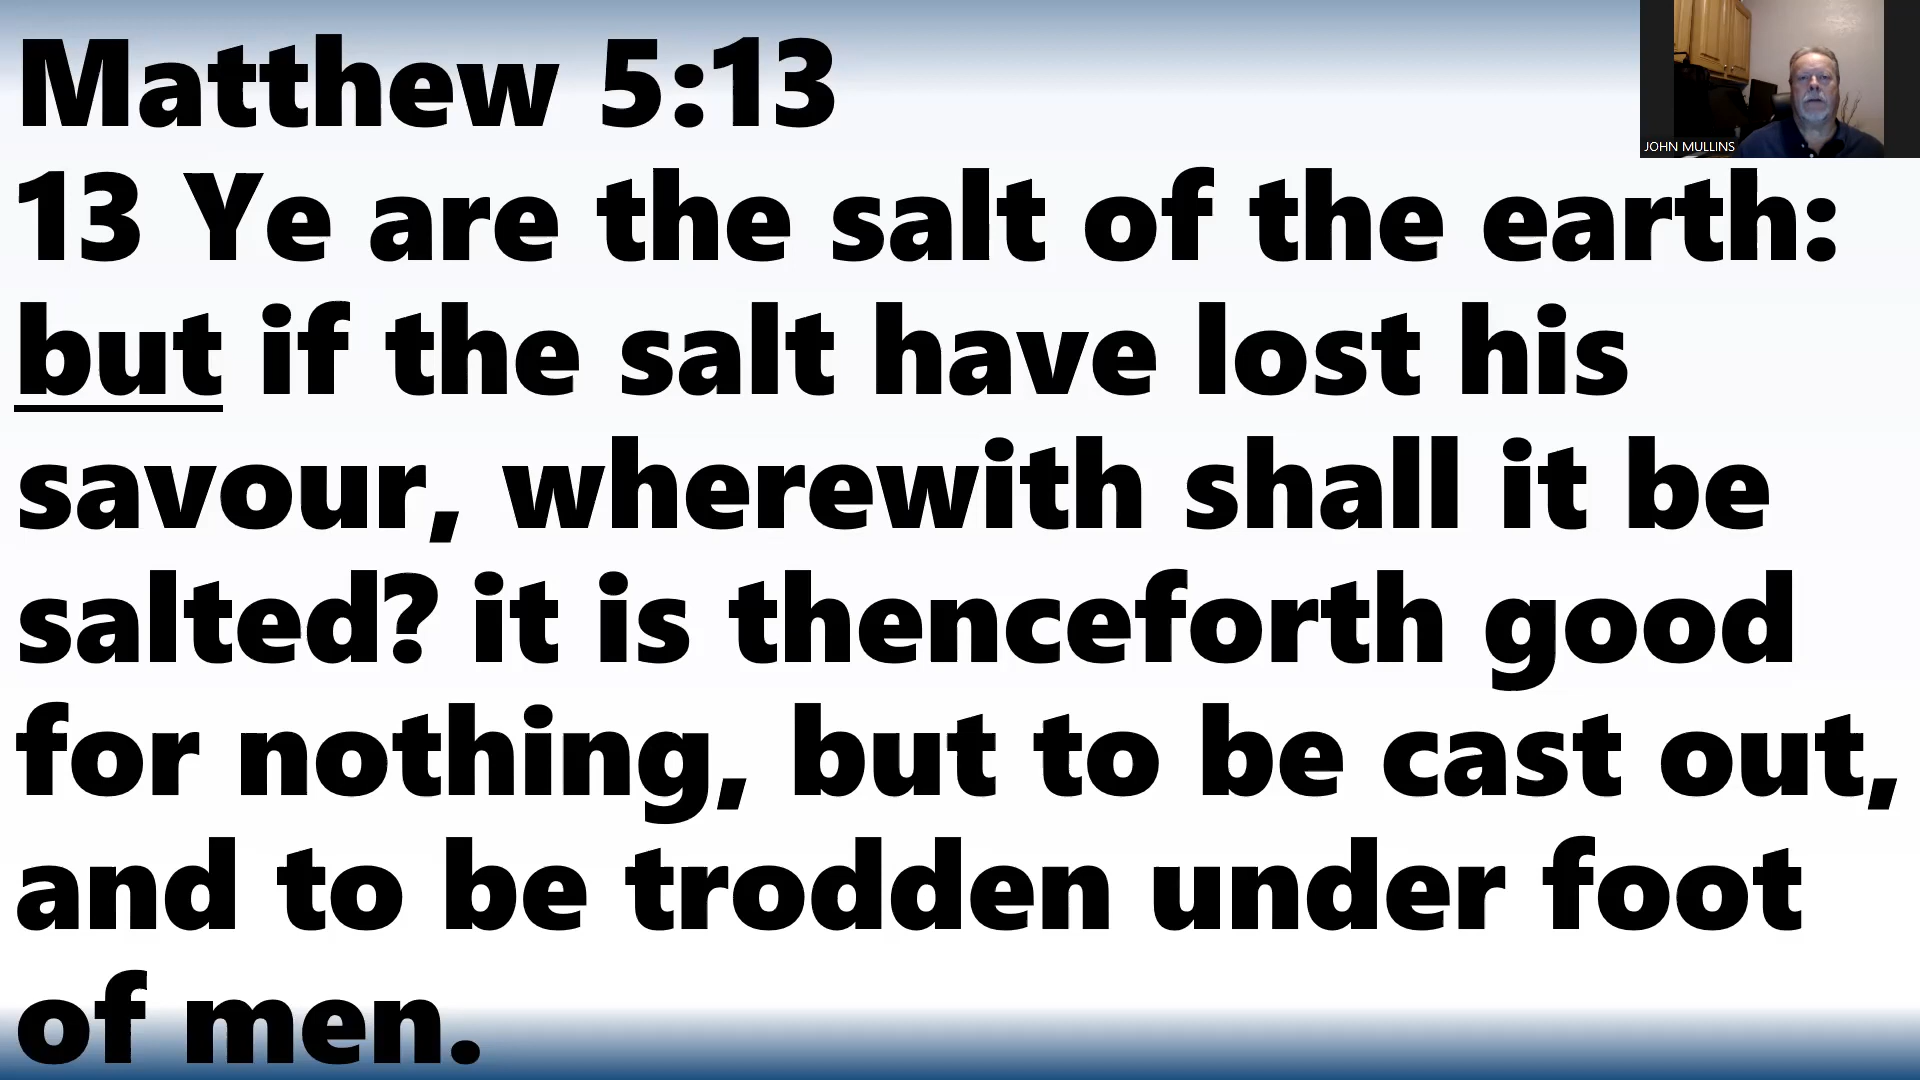 Matthew 5:13
13 Ye are the salt of the earth:
but if the salt have lost his
savour, wherewith shall it be
salted? it is thenceforth good
for nothing, but to be cast out,
and to be trodden under foot
of men.
JOHN MULLINS